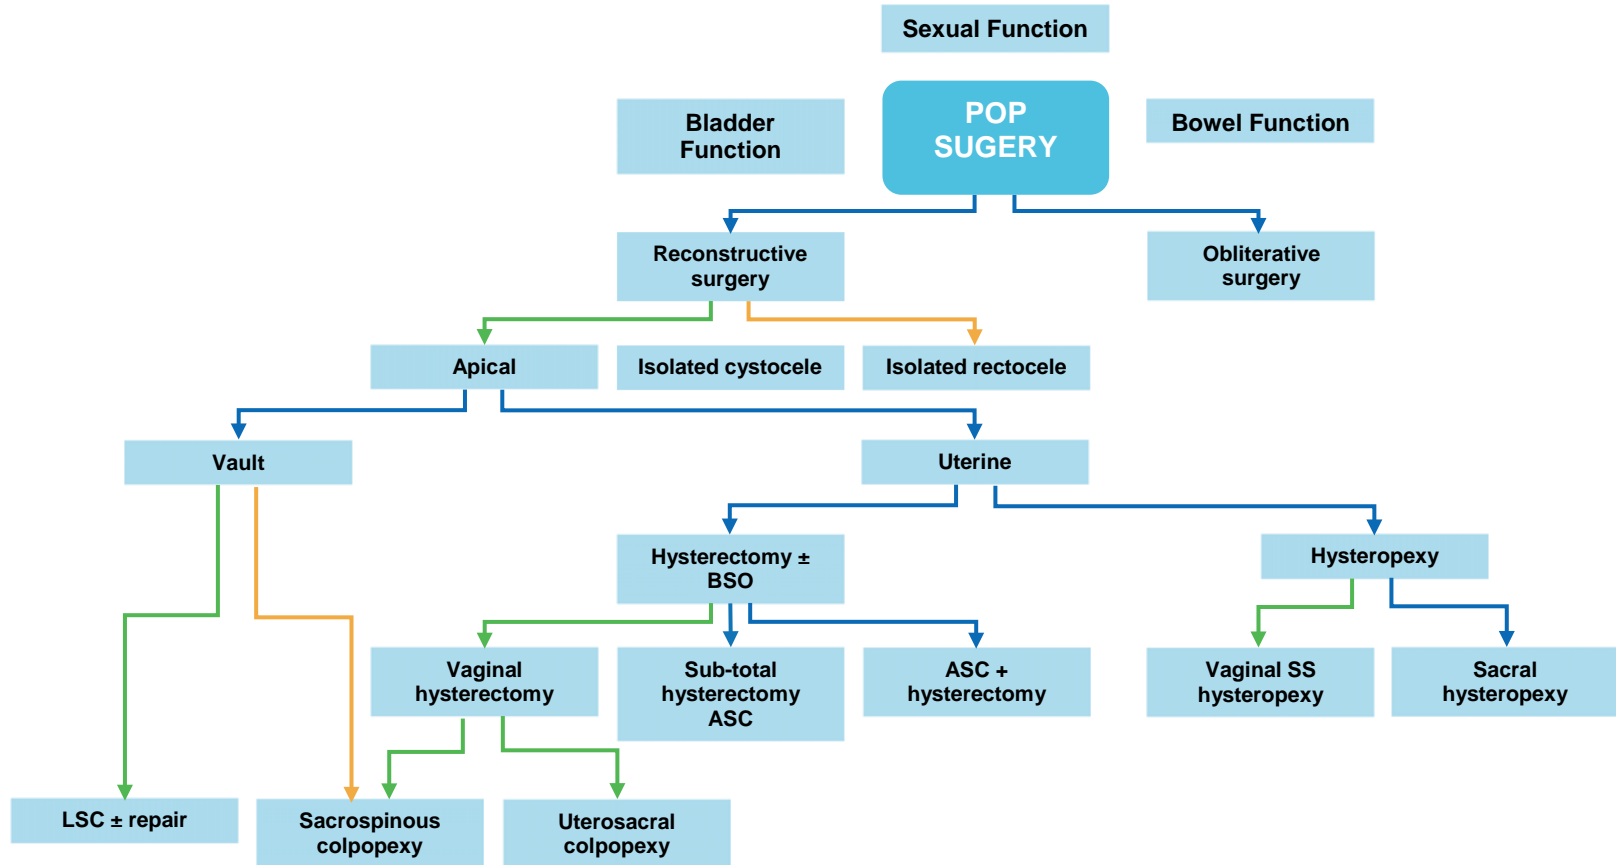 Sexual Function
Bladder
Function
POP
SUGERY
Bowel Function
Reconstructive
surgery
Obliterative
surgery
Apical
Isolated cystocele
Isolated rectocele
Vault
Uterine
Hysterectomy ±
BSO
Hysteropexy
Vaginal
hysterectomy
Sub-total
hysterectomy
ASC
ASC +
hysterectomy
Vaginal SS
hysteropexy
Sacral
hysteropexy
LSC ± repair
Sacrospinous
colpopexy
Uterosacral
colpopexy